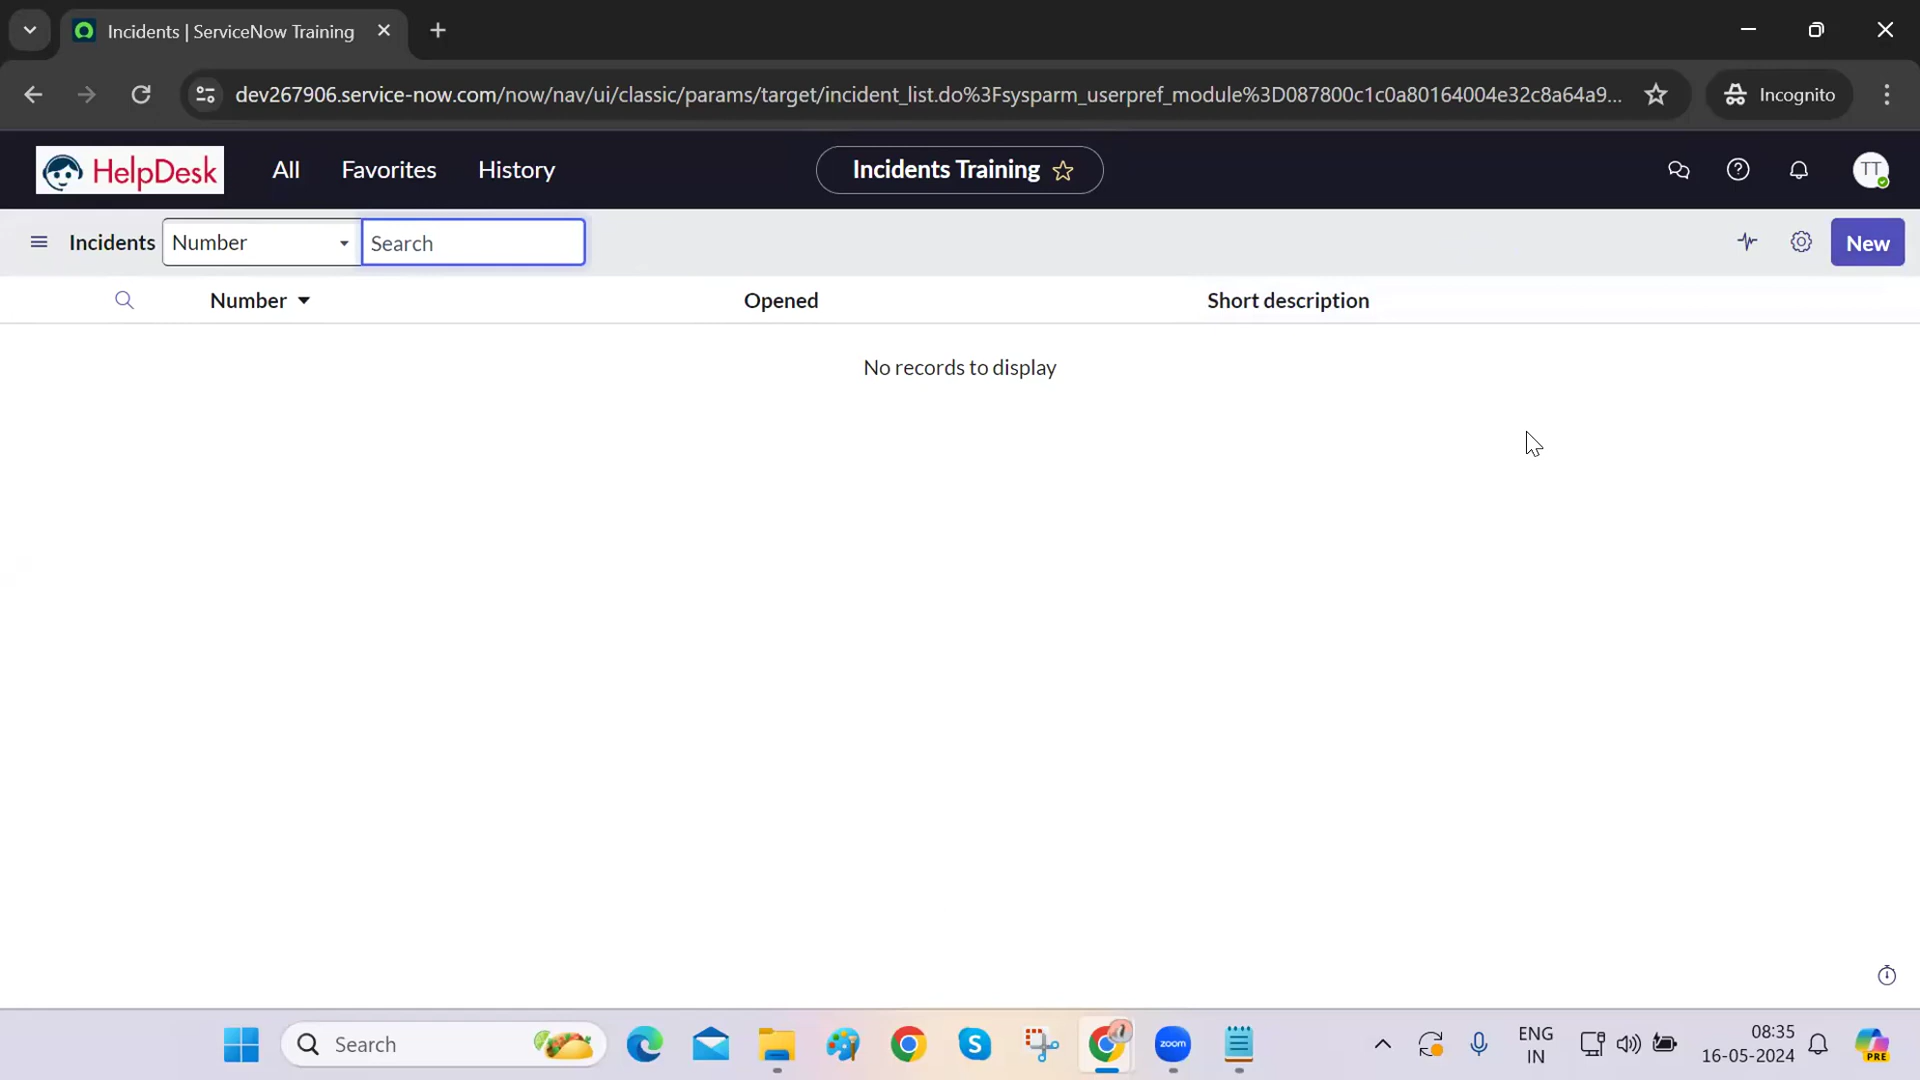 Incidents | ServiceNow Training
dev267906.service-now.com/now/nav/ui/classic/params/target/incident_list.do%3Fsysparm_userpref_module%3D087800c1c0a80164004e32c8a64a9...
Incognito
HelpDesk
All
Favorites
History
Incidents Training
TT
Incidents
Number
Search
New
Number
Opened
Short description
No records to display
Search
zoom
ENG
IN
08:35
16-05-2024
PRE